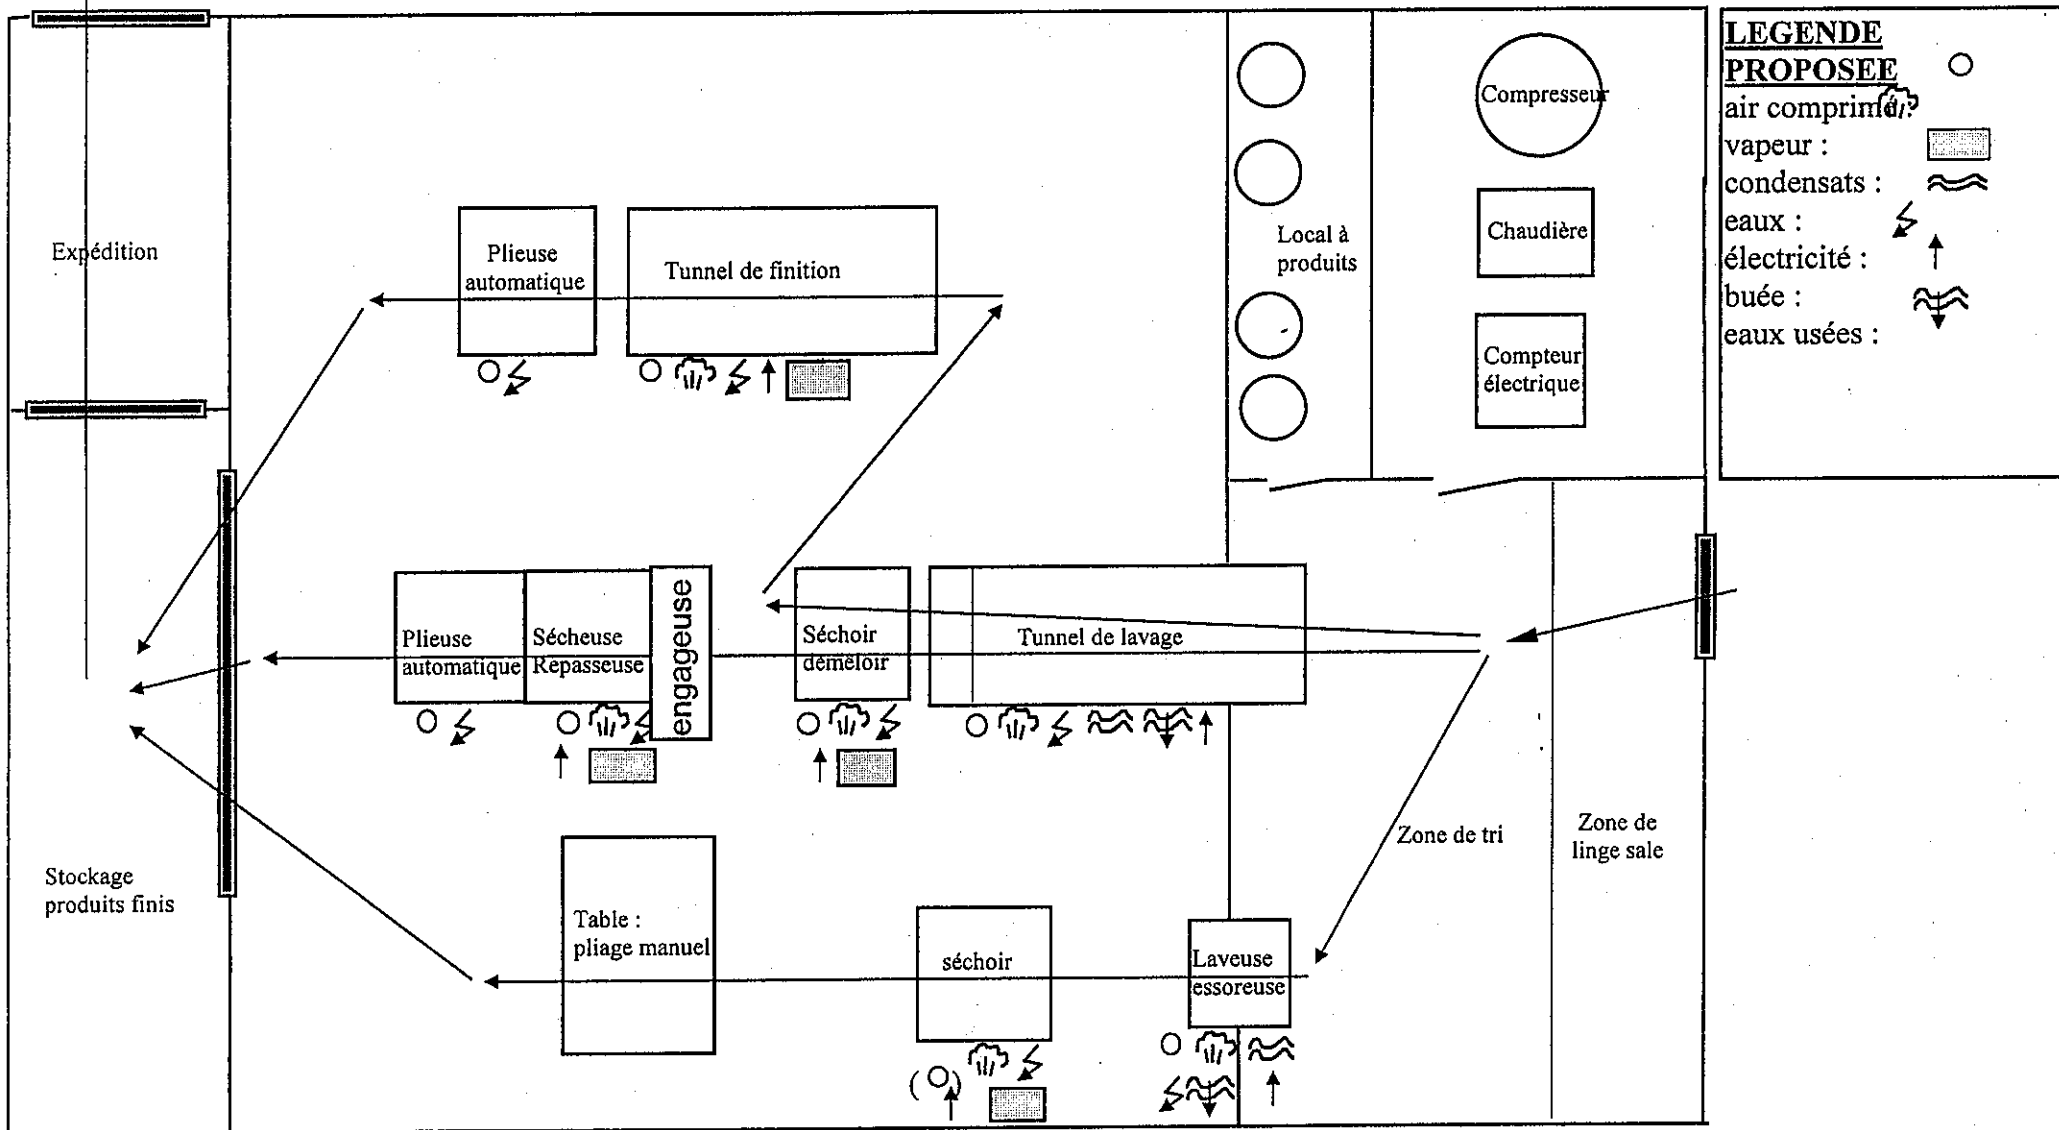 LEGENDE
PROPOSEE
air comprimé :
vapeur :
condensats :
eaux :
électricité :
buée :
eaux usées :
Compresseur
Chaudière
Compteur
électrique
Local à
produits
Expédition
Plieuse
automatique
Tunnel de finition
Plieuse
automatique
Sécheuse
Repasseuse
engageuse
Séchoir
démêloir
Tunnel de lavage
Zone de tri
Zone de
linge sale
Stockage
produits finis
Table :
pliage manuel
séchoir
Laveuse
essoreuse